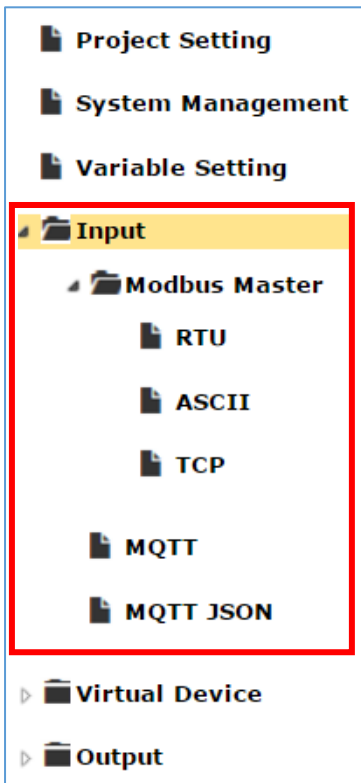 Project Setting
System Management
Variable Setting
Input
Modbus Master
RTU
ASCII
TCP
MQTT
MQTT JSON
Virtual Device
Output